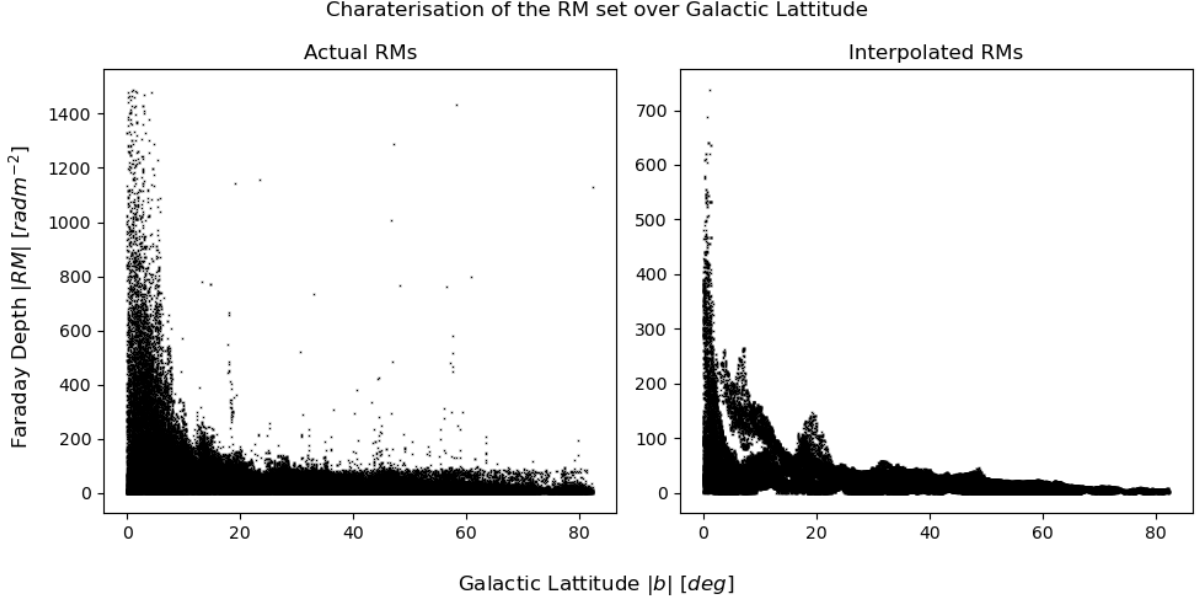 Charaterisation of the RM set over Galactic Lattitude
Actual RMs
Interpolated RMs
Faraday Depth |RM| [radm⁻²]
1400
1200
1000
800
600
400
200
0
0 20 40 60 80
700
600
500
400
300
200
100
0
0 20 40 60 80
Galactic Lattitude |b| [deg]